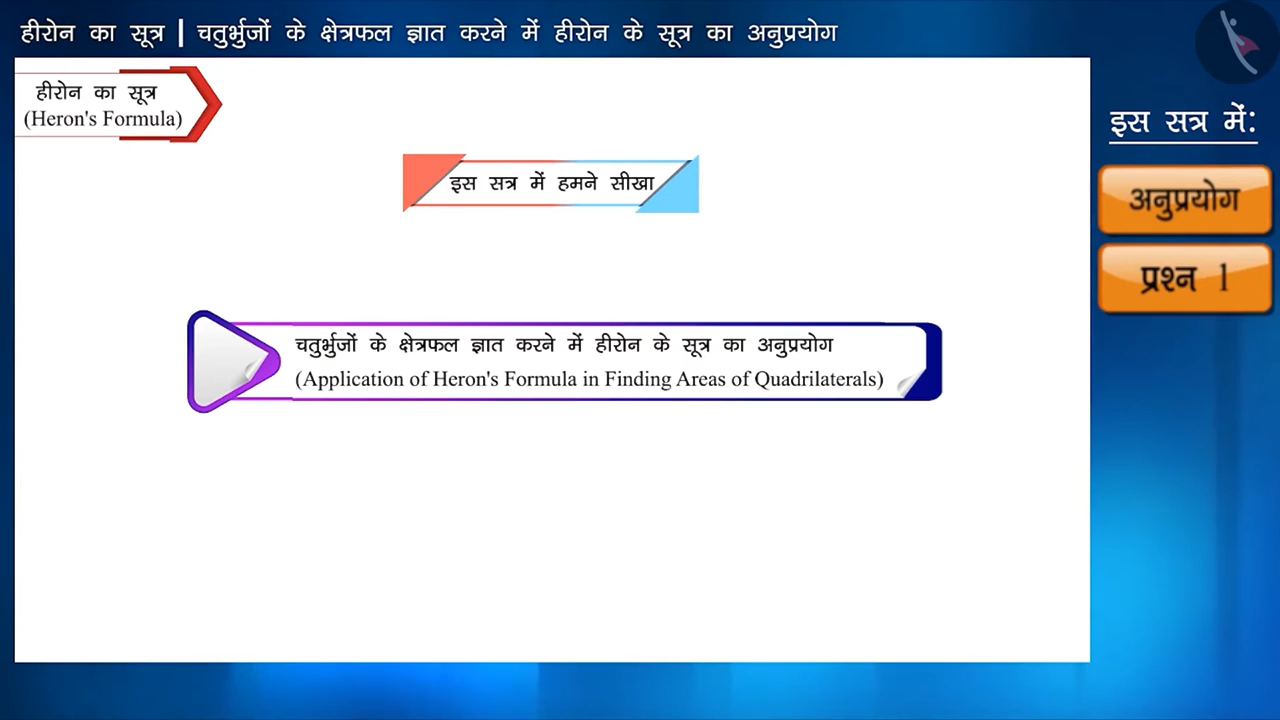 हीरोन का सूत्र | चतुर्भुजों के क्षेत्रफल ज्ञात करने में हीरोन के सूत्र का अनुप्रयोग
हीरोन का सूत्र
(Heron's Formula)
इस सत्र में हमने सीखा
चतुर्भुजों के क्षेत्रफल ज्ञात करने में हीरोन के सूत्र का अनुप्रयोग
(Application of Heron's Formula in Finding Areas of Quadrilaterals)
इस सत्र में:
अनुप्रयोग
प्रश्न 1